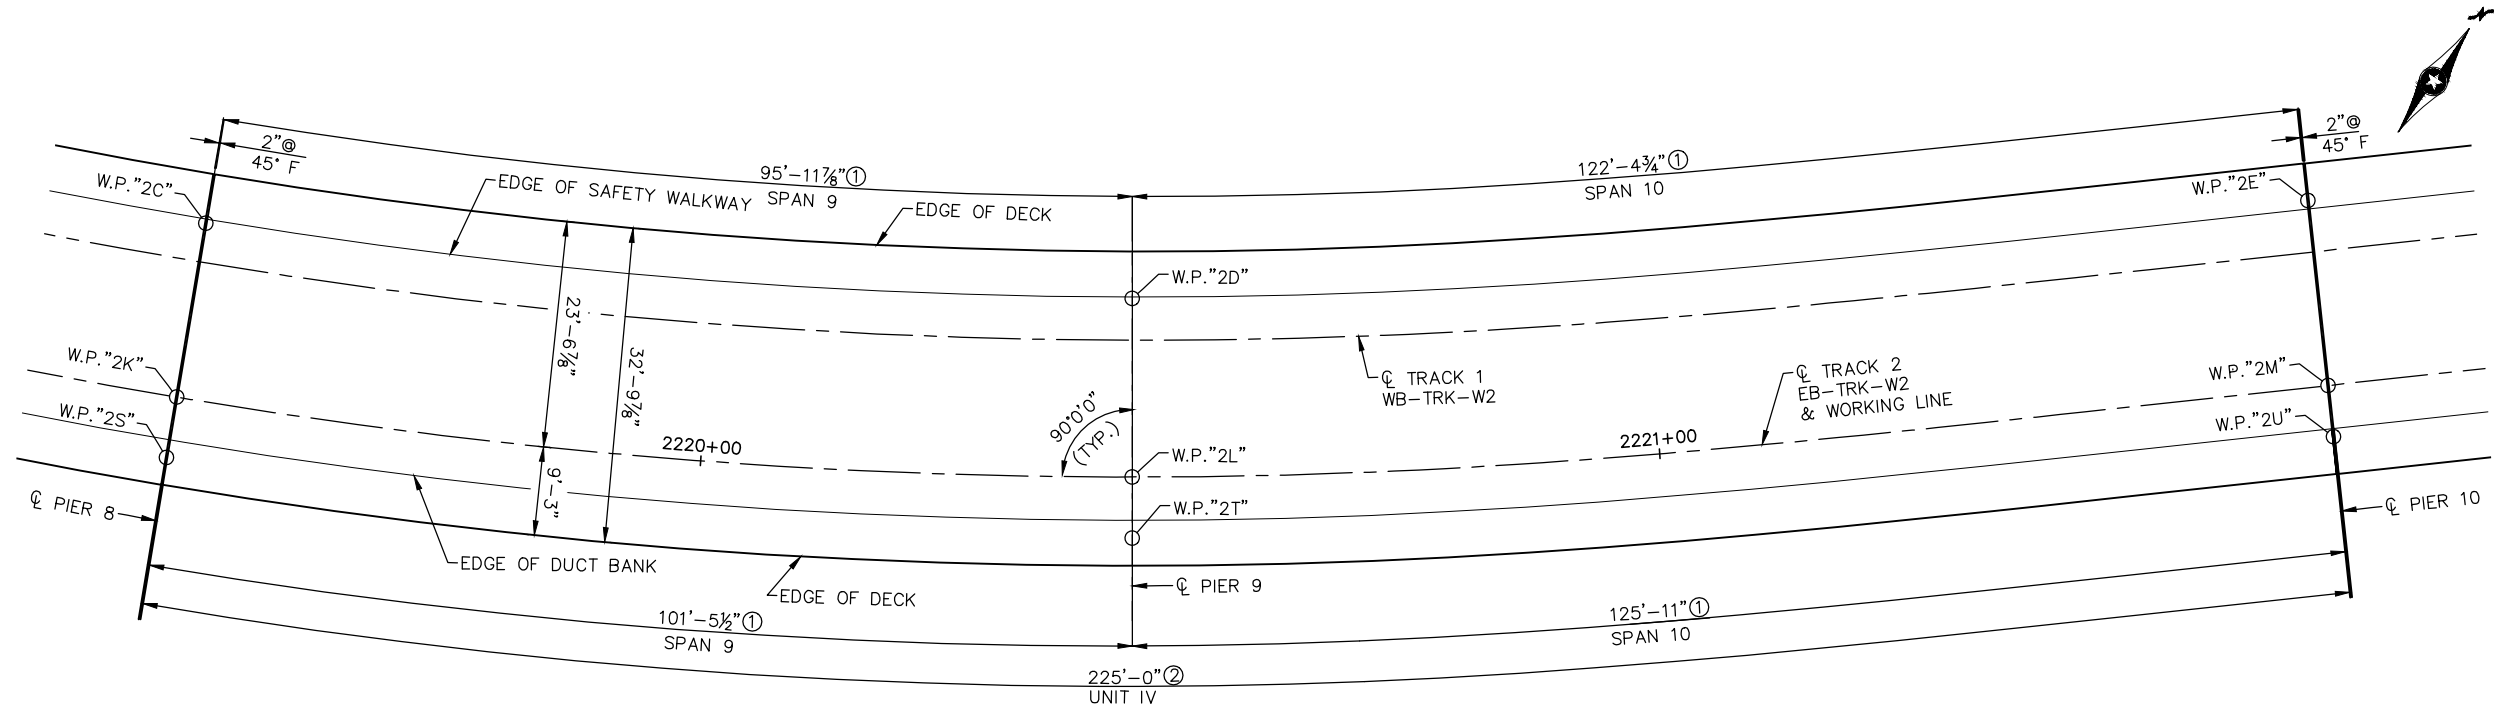 N
2"@
45° F
95'-11⅞" ①
SPAN 9
122'-4¾" ①
SPAN 10
2"@
45° F
W.P."2C"
EDGE OF SAFETY WALKWAY
EDGE OF DECK
W.P."2E"
W.P."2D"
23'-6⅞"
32'-9⅞"
W.P."2K"
℄ TRACK 1
WB-TRK-W2
℄ TRACK 2
EB-TRK-W2
& WORKING LINE
W.P."2M"
W.P."2S"
90°0'0"
(TYP.)
2220+00
2221+00
W.P."2U"
W.P."2L"
9'-3"
℄ PIER 8
W.P."2T"
℄ PIER 10
EDGE OF DUCT BANK
EDGE OF DECK
℄ PIER 9
101'-5½" ①
SPAN 9
125'-11" ①
SPAN 10
225'-0" ②
UNIT IV